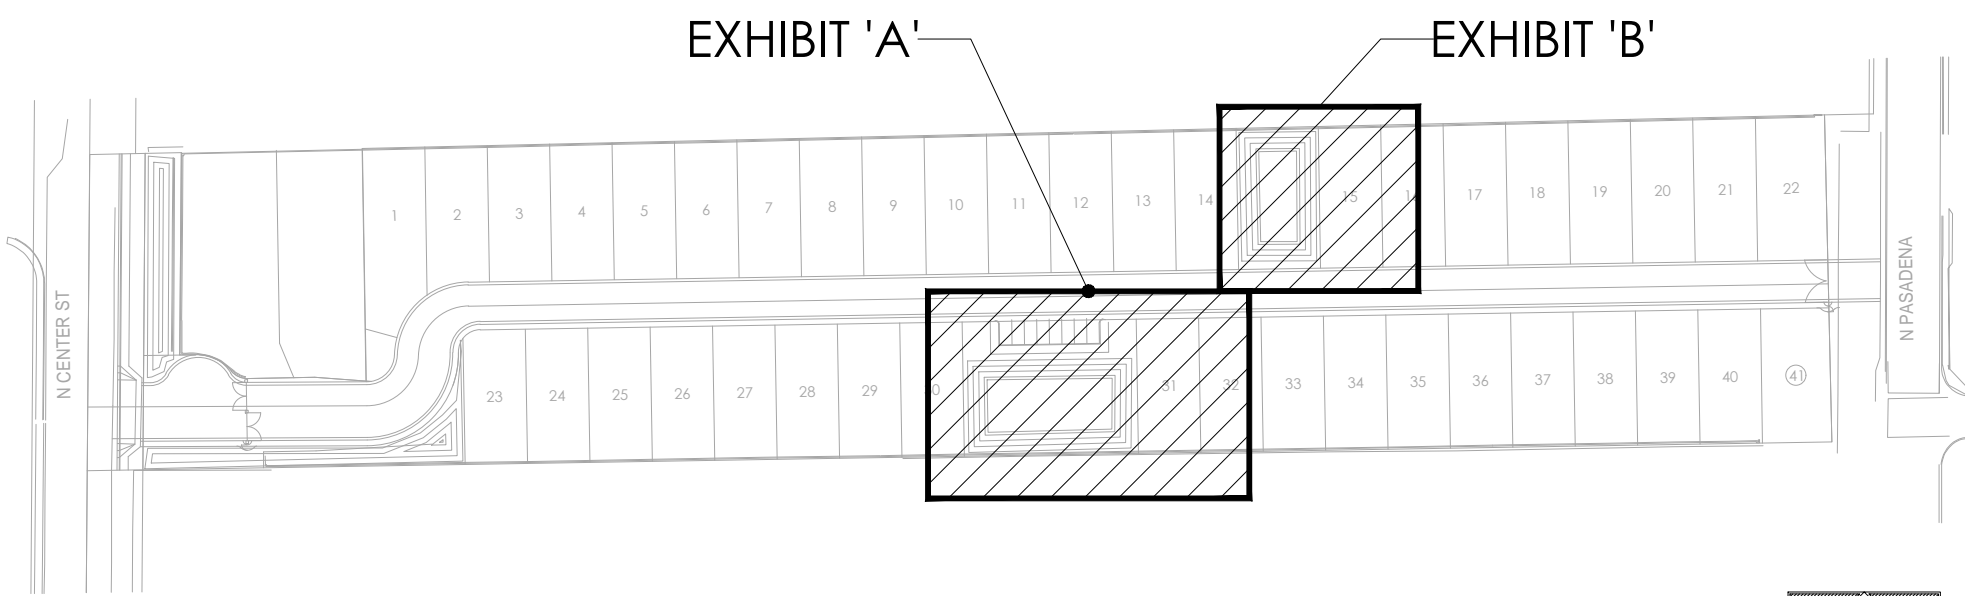 EXHIBIT 'A'
EXHIBIT 'B'
1 2 3 4 5 6 7 8 9 10 11 12 13 14 15 17 18 19 20 21 22
N CENTER ST
N PASADENA
23 24 25 26 27 28 29 31 32 33 34 35 36 37 38 39 40 41